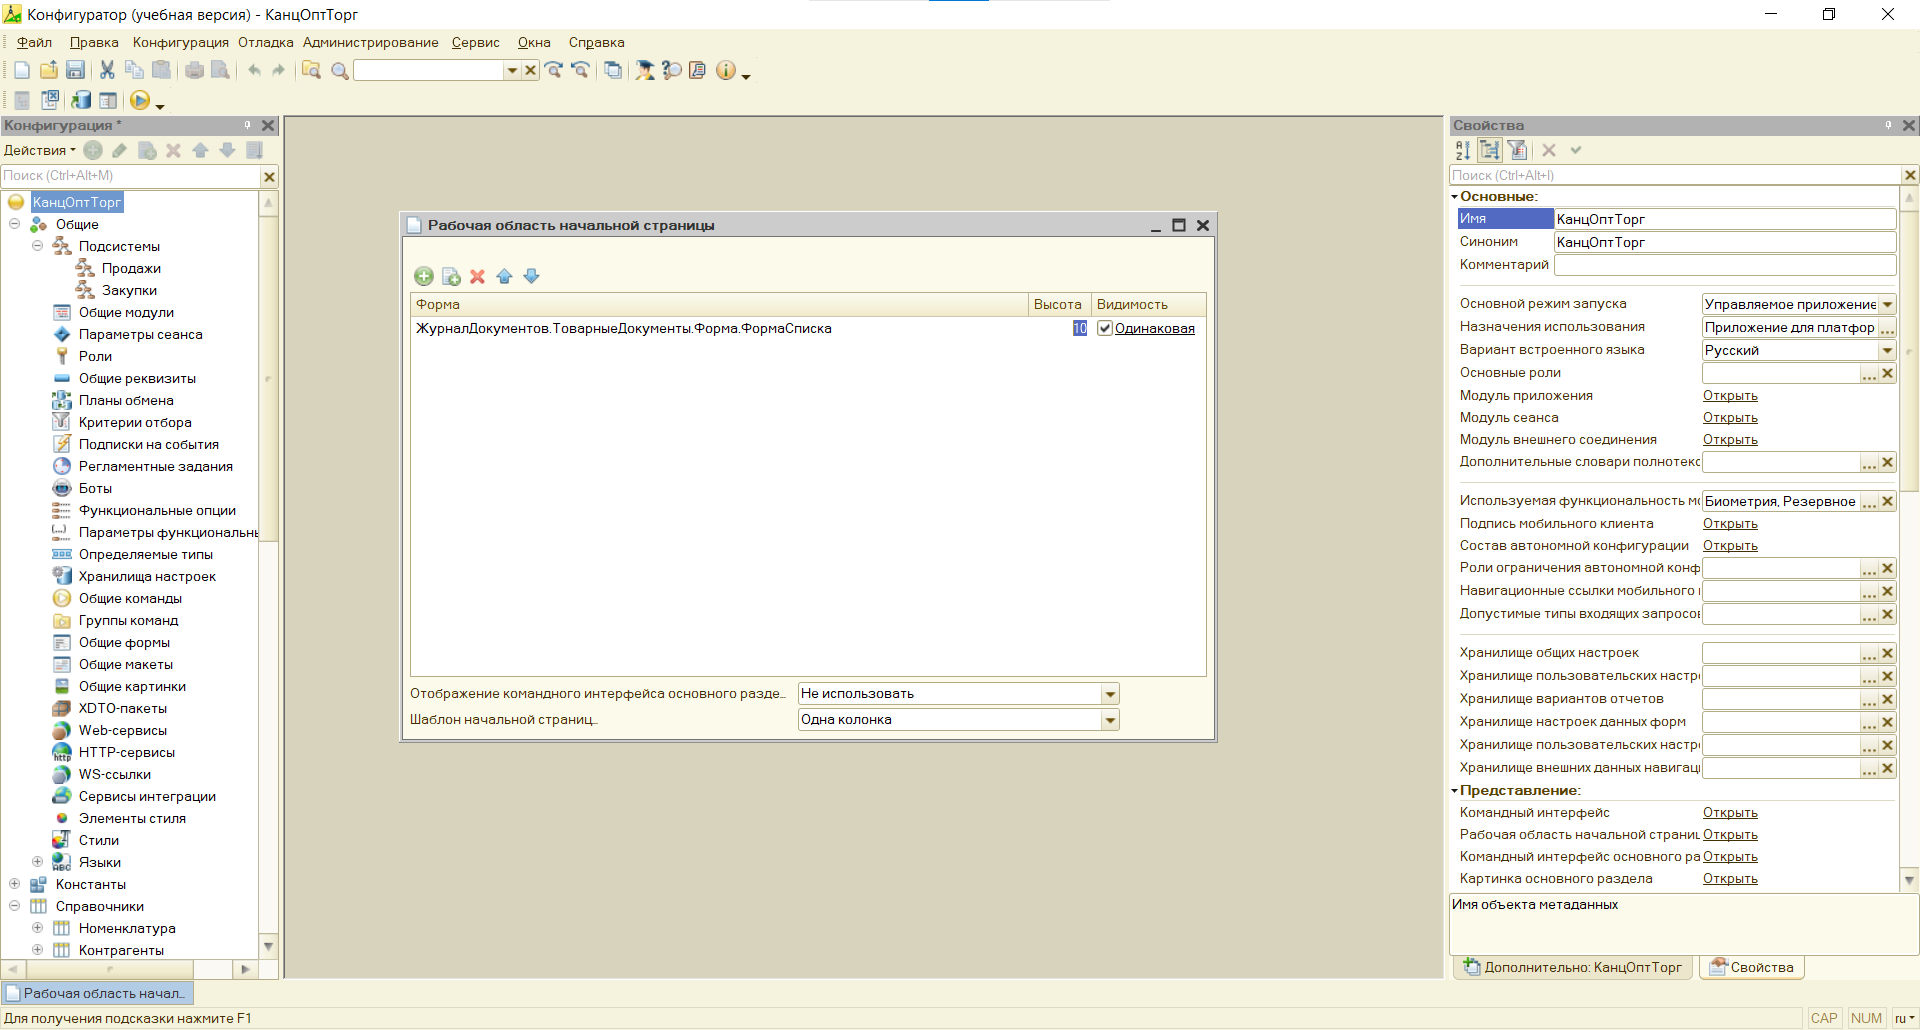 Конфигуратор (учебная версия) - КанцОптТорг
Файл Правка Конфигурация Отладка Администрирование Сервис Окна Справка
Конфигурация *
Действия
Поиск (Ctrl+Alt+M)
КанцОптТорг
Общие
Подсистемы
Продажи
Закупки
Общие модули
Параметры сеанса
Роли
Общие реквизиты
Планы обмена
Критерии отбора
Подписки на события
Регламентные задания
Боты
Функциональные опции
Параметры функциональнь
Определяемые типы
Хранилища настроек
Общие команды
Группы команд
Общие формы
Общие макеты
Общие картинки
XDTO-пакеты
Web-сервисы
HTTP-сервисы
WS-ссылки
Сервисы интеграции
Элементы стиля
Стили
Языки
Константы
Справочники
Номенклатура
Контрагенты
Рабочая область начальной страницы
Форма Высота Видимость
ЖурналДокументов.ТоварныеДокументы.Форма.ФормаСписка 10 Одинаковая
Отображение командного интерфейса основного разде... Не использовать
Шаблон начальной страниц... Одна колонка
Свойства
Поиск (Ctrl+Alt+I)
Основные:
Имя КанцОптТорг
Синоним КанцОптТорг
Комментарий
Основной режим запуска Управляемое приложение
Назначения использования Приложение для платфор ...
Вариант встроенного языка Русский
Основные роли ...
Модуль приложения Открыть
Модуль сеанса Открыть
Модуль внешнего соединения Открыть
Дополнительные словари полнотекс ...
Используемая функциональность мо Биометрия, Резервное ...
Подпись мобильного клиента Открыть
Состав автономной конфигурации Открыть
Роли ограничения автономной конф ...
Навигационные ссылки мобильного ...
Допустимые типы входящих запросов ...
Хранилище общих настроек ...
Хранилище пользовательских настр ...
Хранилище вариантов отчетов ...
Хранилище настроек данных форм ...
Хранилище пользовательских настр ...
Хранилище внешних данных навигац ...
Представление:
Командный интерфейс Открыть
Рабочая область начальной страниц Открыть
Командный интерфейс основного ра Открыть
Картинка основного раздела Открыть
Имя объекта метаданных
Дополнительно: КанцОптТорг Свойства
Рабочая область начал...
Для получения подсказки нажмите F1
CAP NUM ru